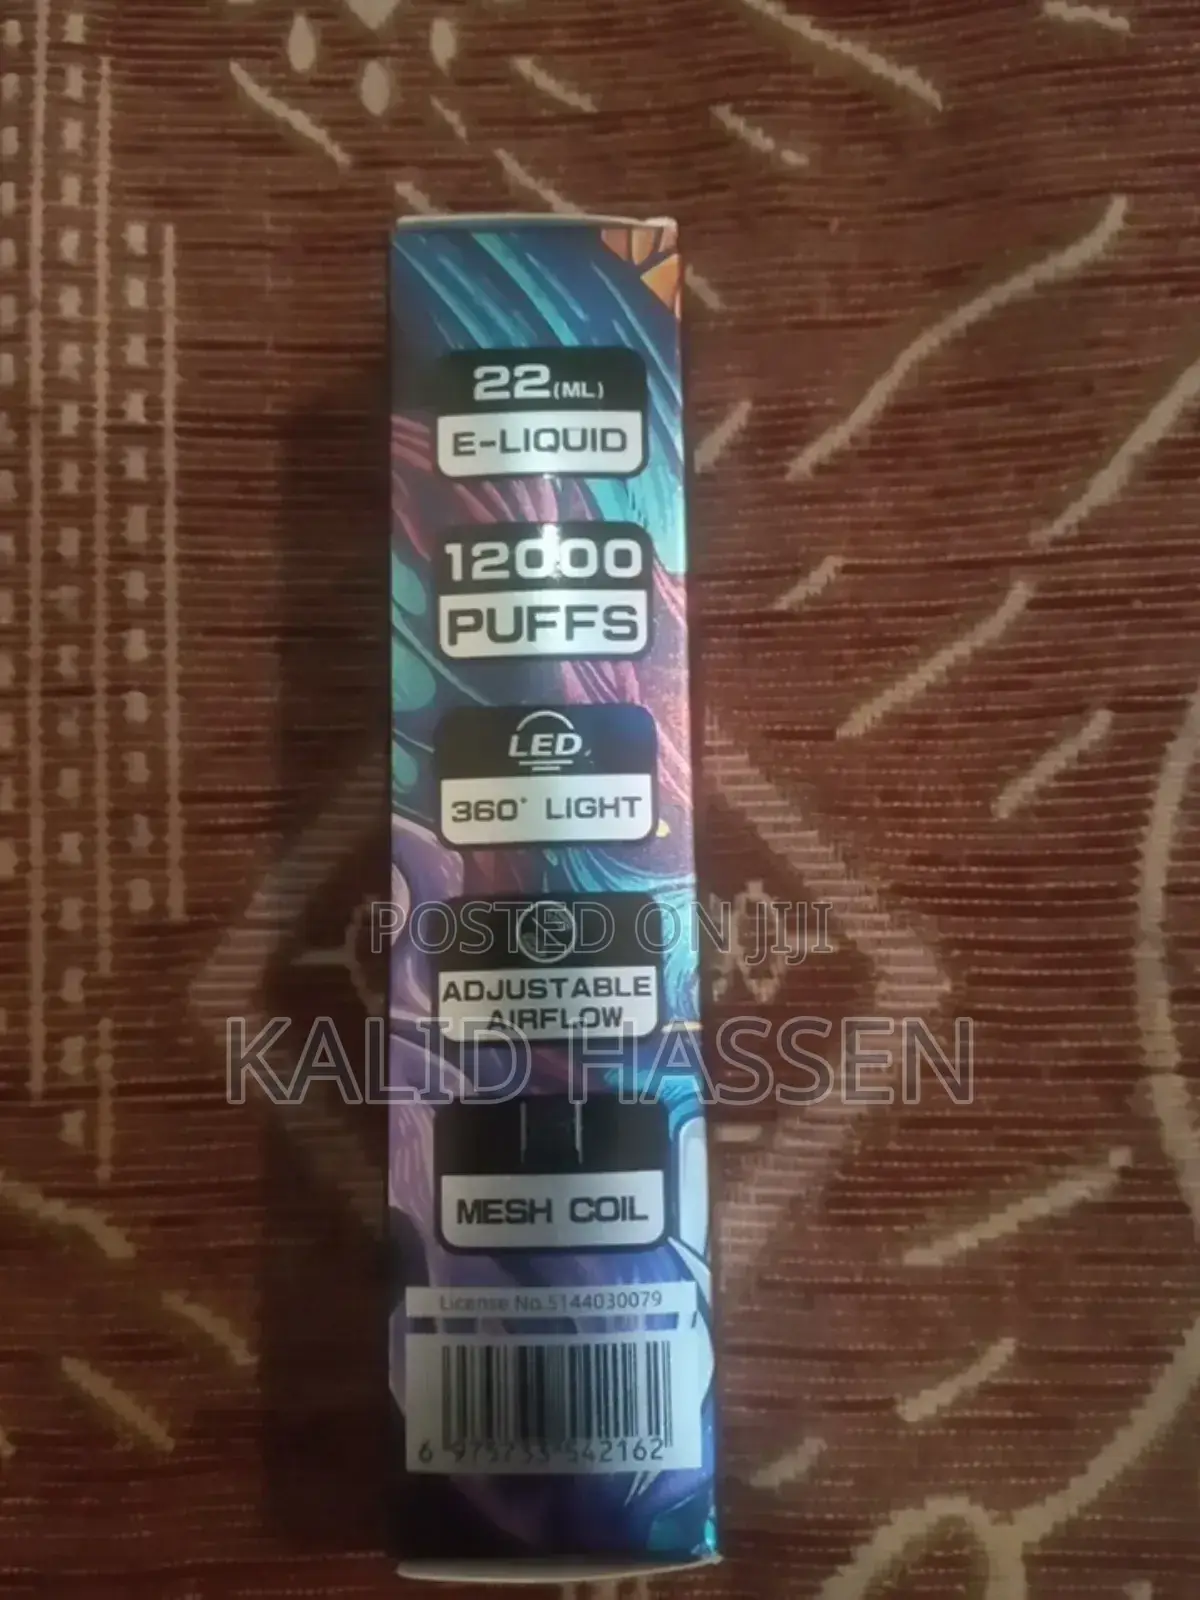 22(ML)
E-LIQUID
12000
PUFFS
LED
360° LIGHT
POSTED ON JIJI
ADJUSTABLE
AIRFLOW
KALID HASSEN
MESH COIL
License No.5144030079
6 975733 542162